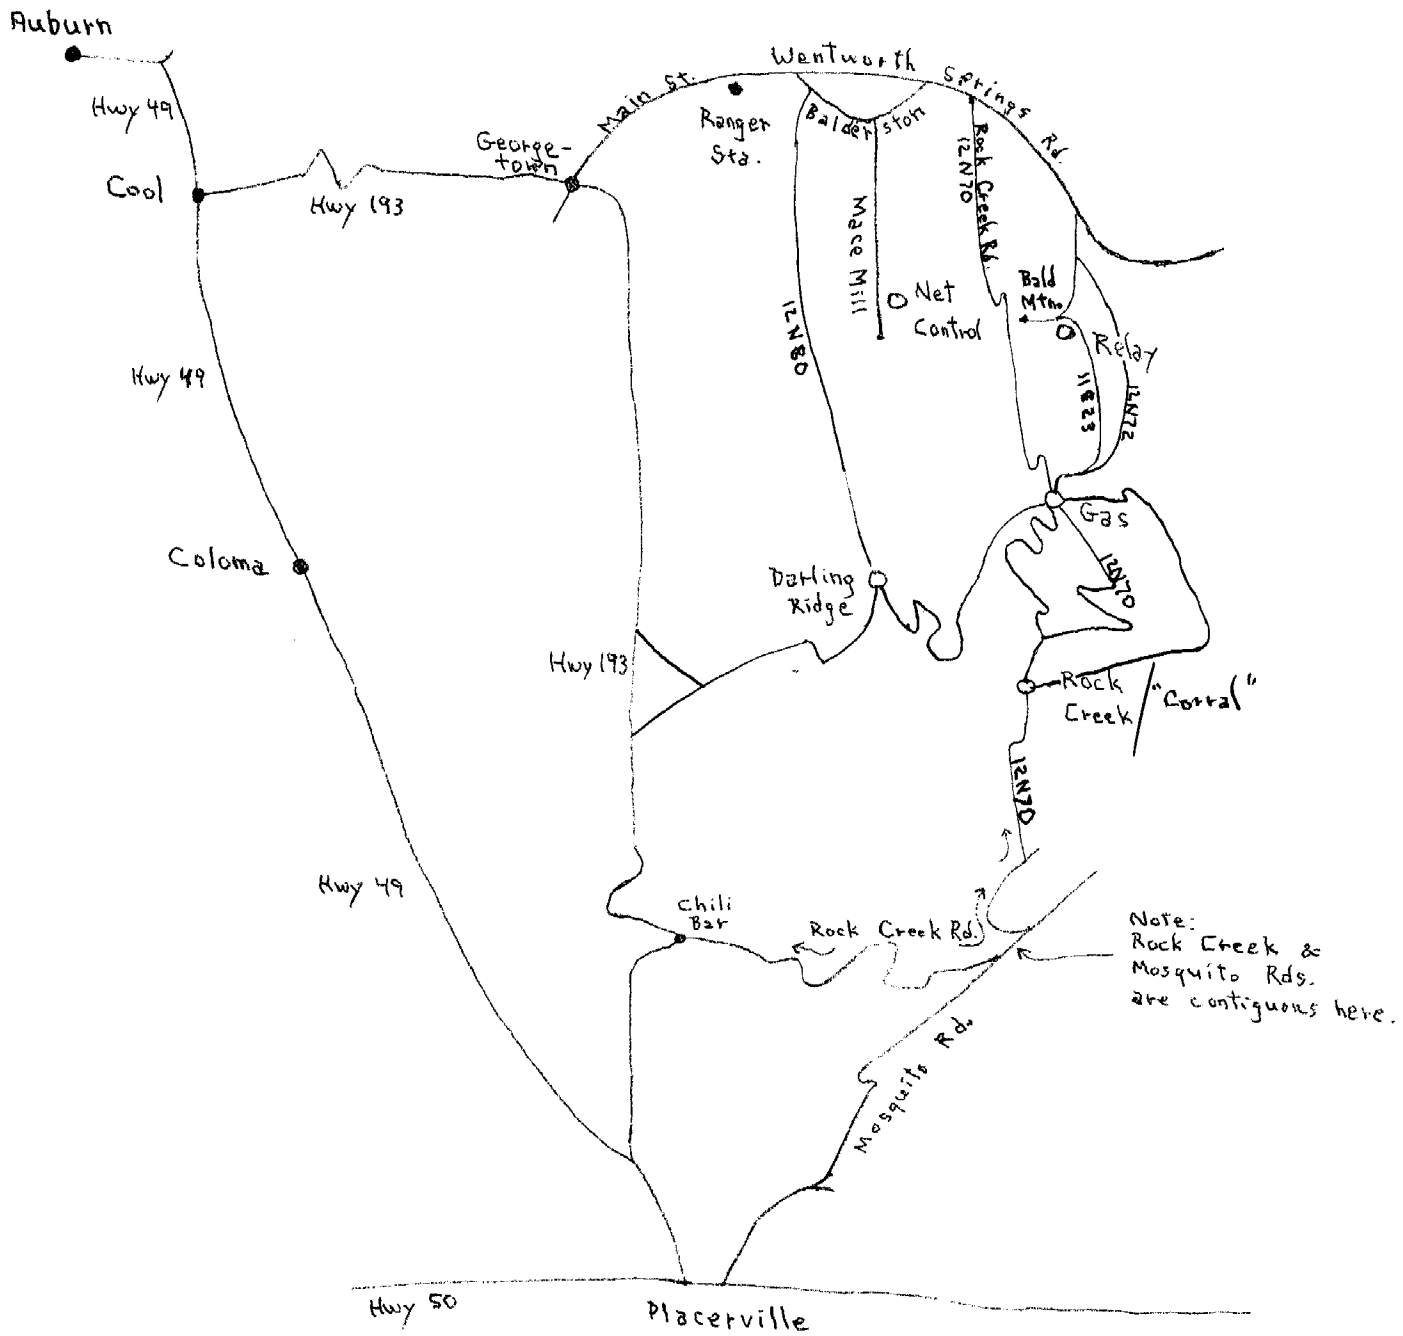 Auburn
Wentworth
Springs
Rd.
Main St.
Hwy 49
Ranger
Sta.
Balderston
George-
town
Cool
Hwy 193
Rock Creek Rd.
12N70
Mace Mill
Bald
Mtn.
Net
Control
12N80
Relay
Hwy 49
11E23
12N72
Gas
Coloma
Darling
Ridge
12N70
Hwy 193
Rock
Creek
"Corral"
12N70
Hwy 49
Chili
Bar
Rock Creek Rd.
Note:
Rock Creek &
Mosquito Rds.
are contiguous here.
Mosquito Rd.
Hwy 50
Placerville